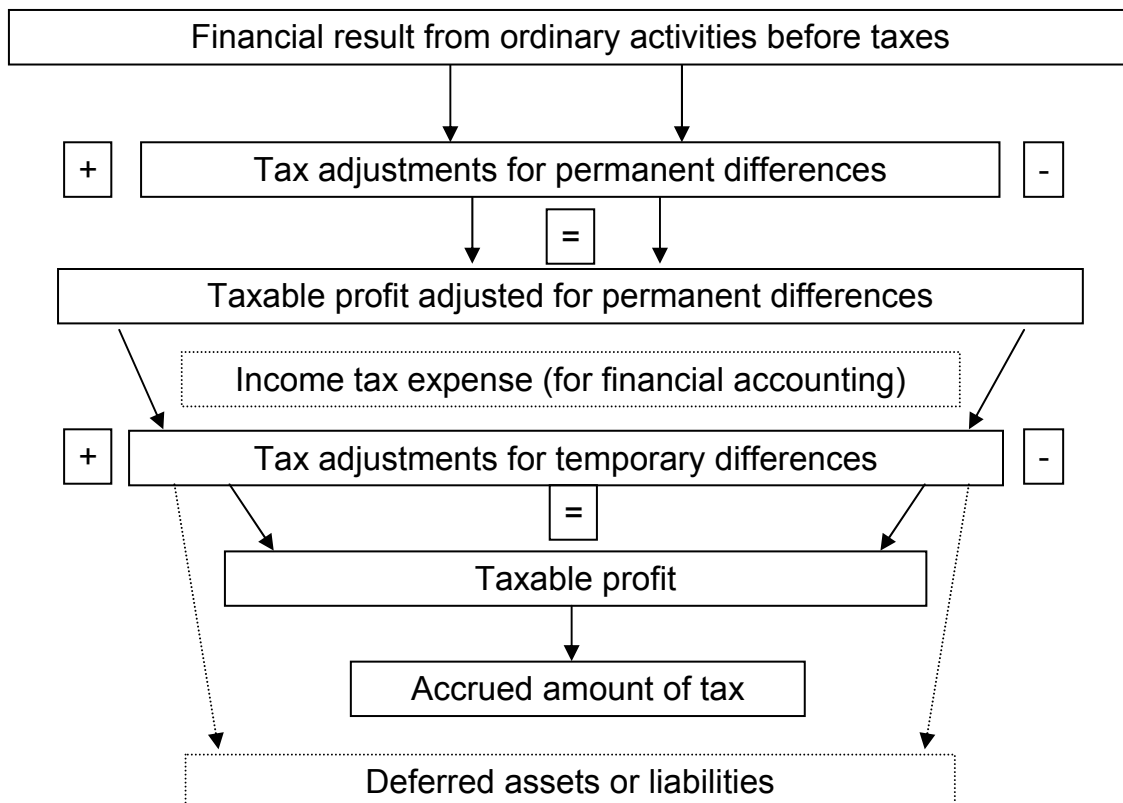 Financial result from ordinary activities before taxes
+ Tax adjustments for permanent differences -
=
Taxable profit adjusted for permanent differences
Income tax expense (for financial accounting)
+ Tax adjustments for temporary differences -
=
Taxable profit
Accrued amount of tax
Deferred assets or liabilities